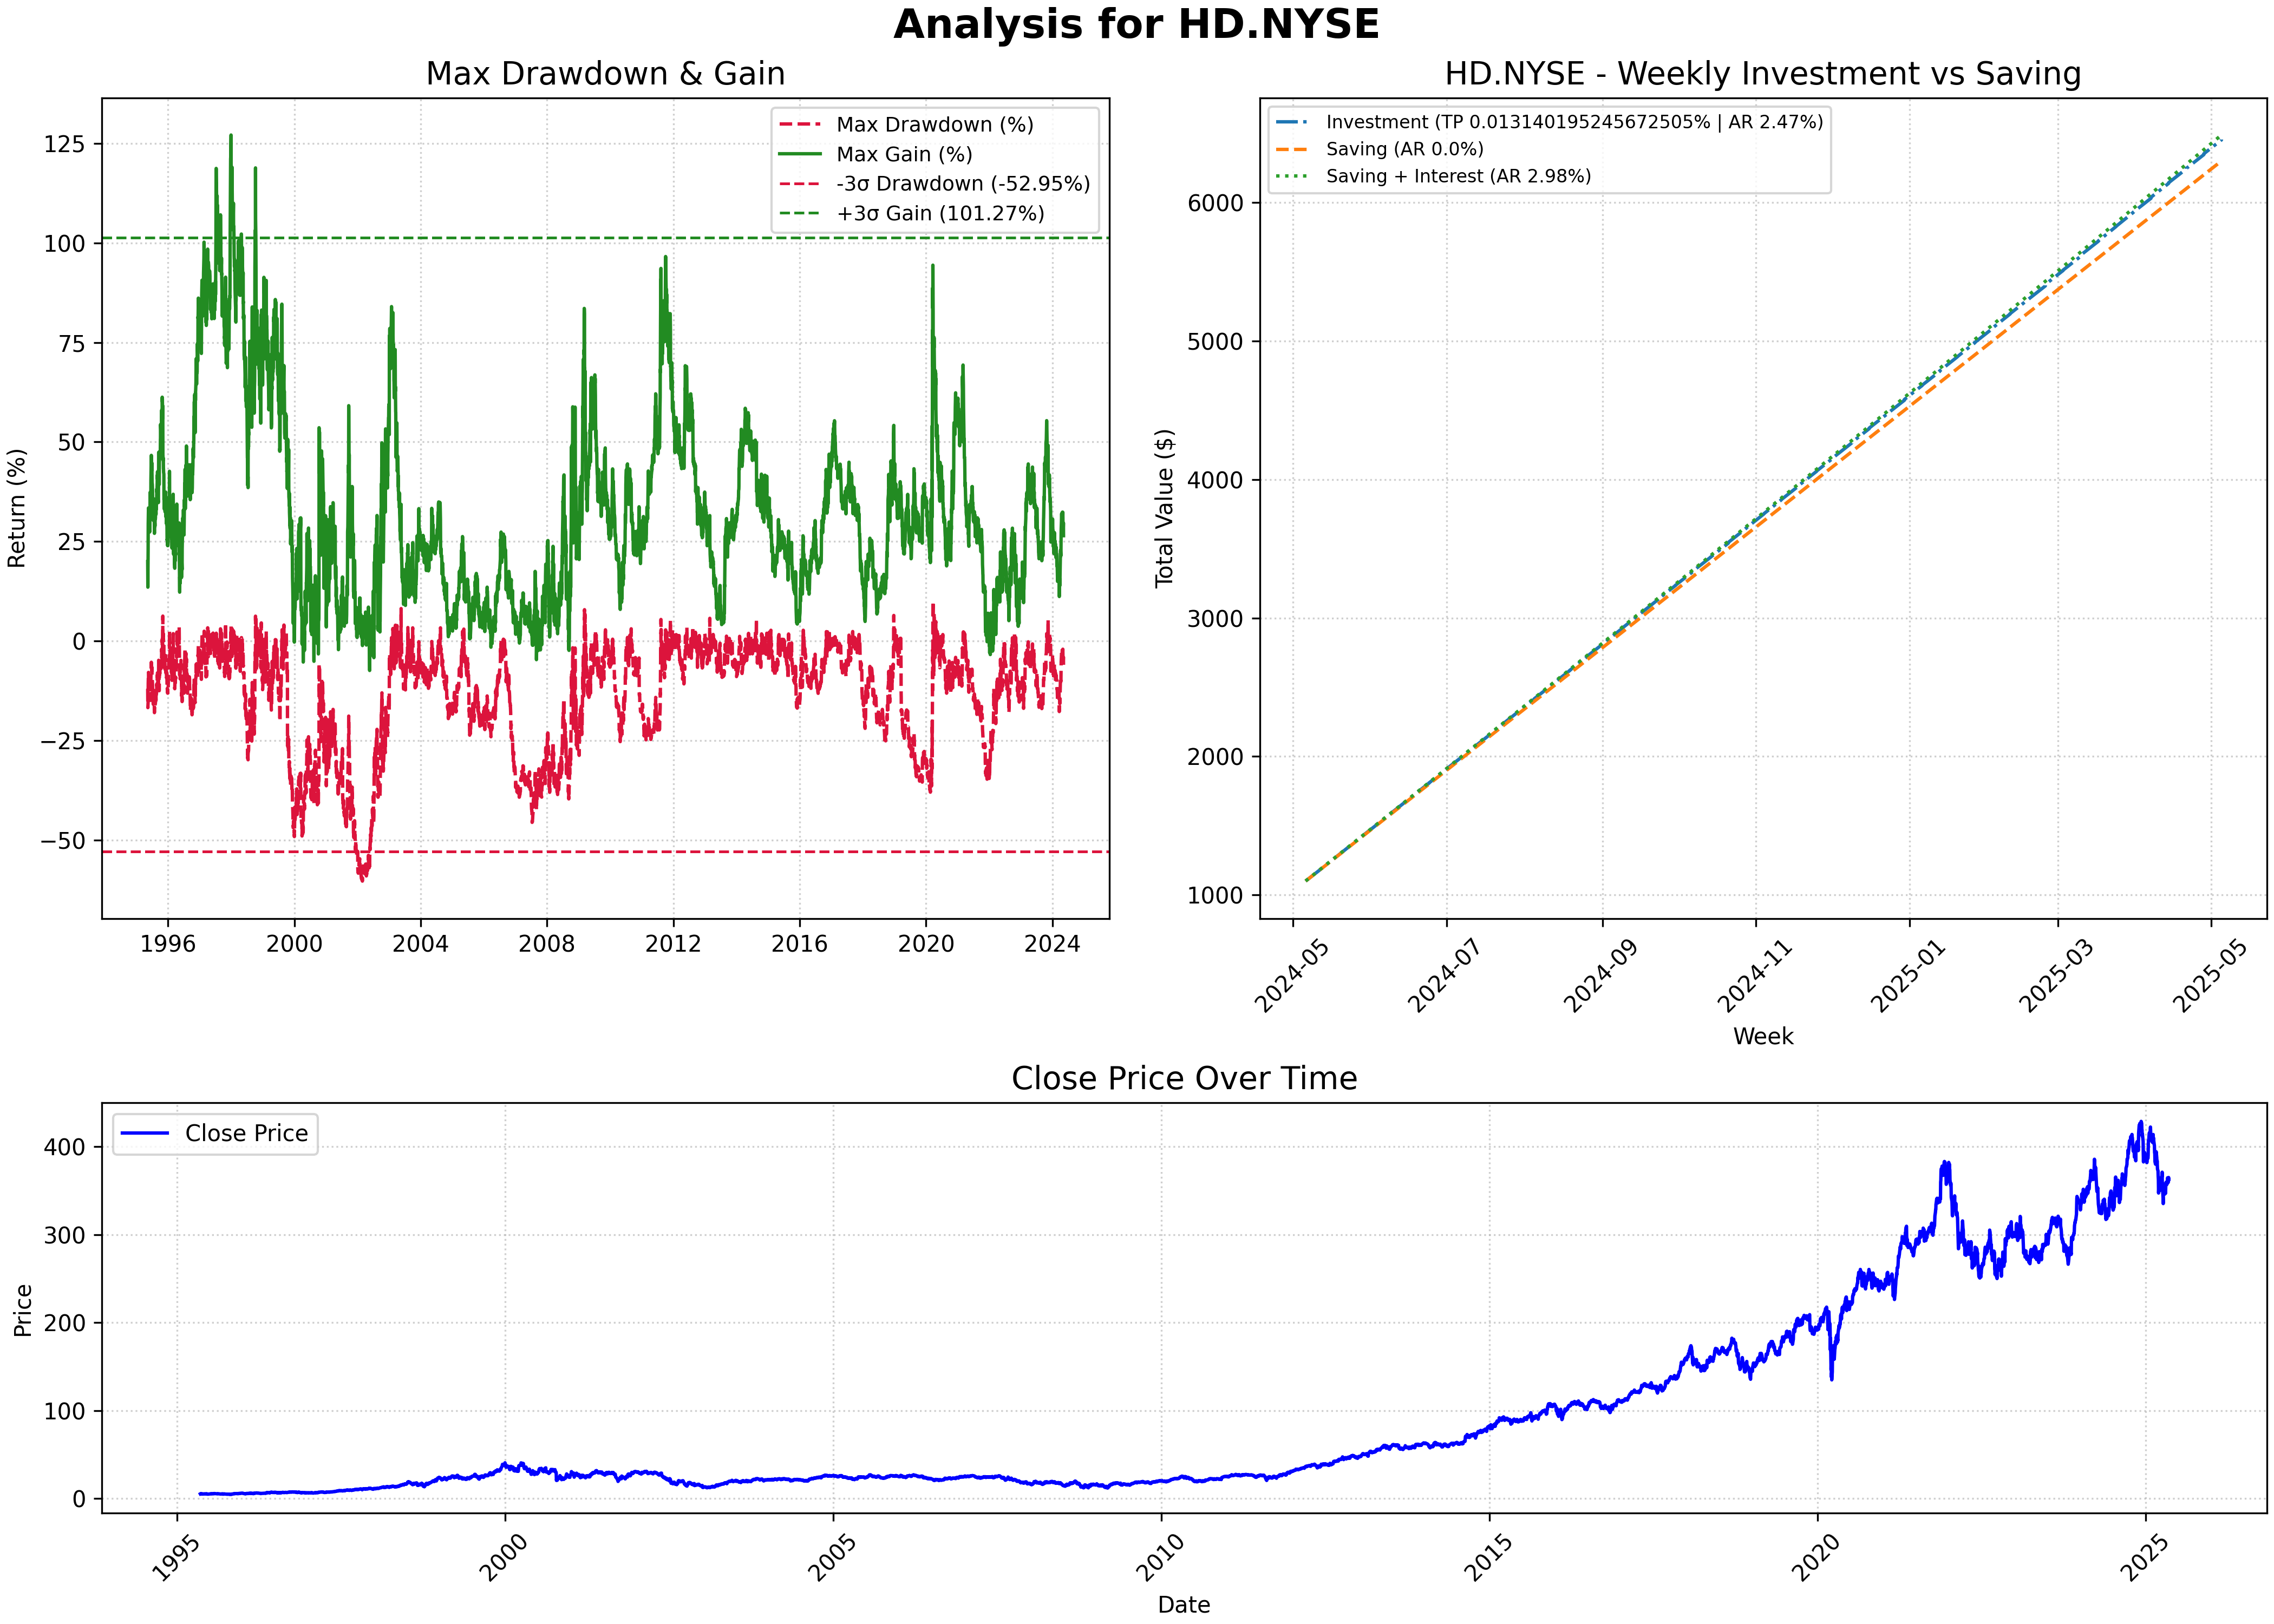 Analysis for HD.NYSE
Max Drawdown & Gain
Max Drawdown (%)
Max Gain (%)
-3σ Drawdown (-52.95%)
+3σ Gain (101.27%)
Return (%)
125
100
75
50
25
0
−25
−50
1996 2000 2004 2008 2012 2016 2020 2024
HD.NYSE - Weekly Investment vs Saving
Investment (TP 0.013140195245672505% | AR 2.47%)
Saving (AR 0.0%)
Saving + Interest (AR 2.98%)
Total Value ($)
6000
5000
4000
3000
2000
1000
2024-05 2024-07 2024-09 2024-11 2025-01 2025-03 2025-05
Week
Close Price Over Time
Close Price
Price
400
300
200
100
0
1995 2000 2005 2010 2015 2020 2025
Date